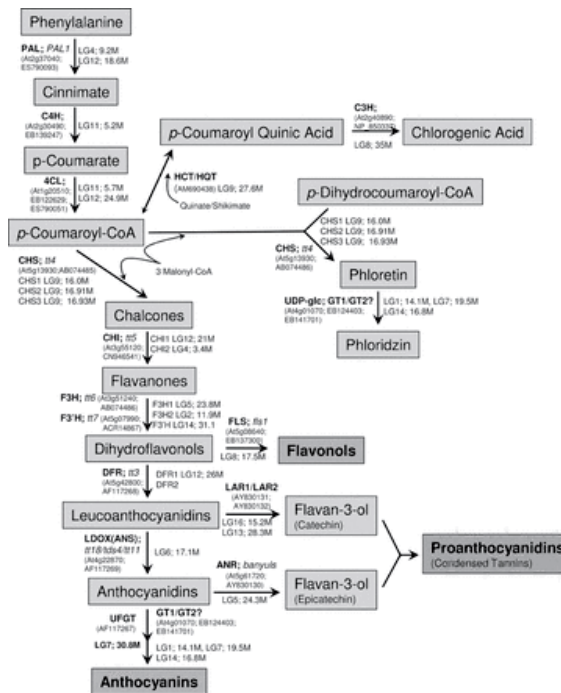 Phenylalanine
PAL; PAL1
(At2g37040;
ES790093)
LG4; 9.2M
LG12; 18.6M
Cinnimate
C4H;
(At2g30490;
EB139247)
LG11; 5.2M
p-Coumaroyl Quinic Acid
C3H;
(At2g40890;
NP_850337)
LG8; 35M
Chlorogenic Acid
p-Coumarate
4CL;
(At1g20510;
EB122629;
ES790051)
LG11; 5.7M
LG12; 24.9M
HCT/HQT
(AM690438) LG9; 27.6M
Quinate/Shikimate
p-Dihydrocoumaroyl-CoA
p-Coumaroyl-CoA
CHS1 LG9; 16.0M
CHS2 LG9; 16.91M
CHS3 LG9; 16.93M
CHS; tt4
(At5g13930;
AB074486)
CHS; tt4
(At5g13930;AB074485)
CHS1 LG9; 16.0M
CHS2 LG9; 16.91M
CHS3 LG9; 16.93M
3 Malonyl-CoA
Phloretin
UDP-glc; GT1/GT2?
(At4g01070; EB124403;
EB141701)
LG1; 14.1M, LG7; 19.5M
LG14; 16.8M
Phloridzin
Chalcones
CHI; tt5
(At3g55120;
CN946541)
CHI1 LG12; 21M
CHI2 LG4; 3.4M
Flavanones
F3H; tt6 (At3g51240;
AB074486)
F3'H; tt7 (At5g07990;
ACR14867)
F3H1 LG5; 23.8M
F3H2 LG2; 11.9M
F3'H LG14; 31.1
FLS; fls1
(At5g08640;
EB137300)
LG8; 17.5M
Dihydroflavonols
Flavonols
DFR; tt3
(At5g42800;
AF117268)
DFR1 LG12; 26M
DFR2
LAR1/LAR2
(AY830131;
AY830132)
LG16; 15.2M
LG13; 28.3M
Leucoanthocyanidins
Flavan-3-ol
(Catechin)
LDOX(ANS);
tt18/tds4/tt11
(At4g22870;
AF117269)
LG6; 17.1M
Proanthocyanidins
(Condensed Tannins)
ANR; banyuls
(At5g61720;
AY830130)
LG5; 24.3M
Anthocyanidins
Flavan-3-ol
(Epicatechin)
UFGT
(AF117267)
LG7; 30.8M
GT1/GT2?
(At4g01070; EB124403;
EB141701)
LG1; 14.1M, LG7; 19.5M
LG14; 16.8M
Anthocyanins